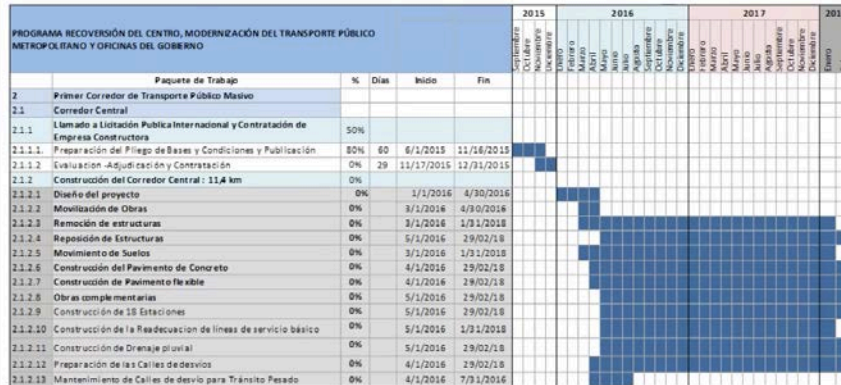 2015 2016 2017 201
PROGRAMA RECOVERSIÓN DEL CENTRO, MODERNIZACIÓN DEL TRANSPORTE PÚBLICO
METROPOLITANO Y OFICINAS DEL GOBIERNO
Septiembre Octubre Noviembre Diciembre Enero Febrero Marzo Abril Mayo Junio Julio Agosto Septiembre Octubre Noviembre Diciembre Enero Febrero Marzo Abril Mayo Junio Julio Agosto Septiembre Octubre Noviembre Diciembre Enero Febrero
Paquete de Trabajo % Días Inicio Fin
2 Primer Corredor de Transporte Público Masivo
2.1 Corredor Central
2.1.1 Llamado a Licitación Publica Internacional y Contratación de
Empresa Constructora 50%
2.1.1.1. Preparación del Pliego de Bases y Condiciones y Publicación 80% 60 6/1/2015 11/16/2015
2.1.1.2 Evaluacion -Adjudicación y Contratación 0% 29 11/17/2015 12/31/2015
2.1.2 Construcción del Corredor Central : 11,4 km 0%
2.1.2.1 Diseño del proyecto 0% 1/1/2016 4/30/2016
2.1.2.2 Movilización de Obras 0% 3/1/2016 4/30/2016
2.1.2.3 Remoción de estructuras 0% 3/1/2016 1/31/2018
2.1.2.4 Reposición de Estructuras 0% 5/1/2016 29/02/18
2.1.2.5 Movimiento de Suelos 0% 3/1/2016 1/31/2018
2.1.2.6 Construcción del Pavimento de Concreto 0% 4/1/2016 29/02/18
2.1.2.7 Construcción de Pavimento flexible 0% 4/1/2016 29/02/18
2.1.2.8 Obras complementarias 0% 5/1/2016 29/02/18
2.1.2.9 Construcción de 18 Estaciones 0% 5/1/2016 29/02/18
2.1.2.10 Construcción de la Readecuacion de líneas de servicio básico 0% 5/1/2016 1/31/2018
2.1.2.11 Construcción de Drenaje pluvial 0% 5/1/2016 29/02/18
2.1.2.12 Preparación de las Calles de desvios 0% 4/1/2016 29/02/18
2.1.2.13 Mantenimiento de Calles de desvío para Tránsito Pesado 0% 4/1/2016 7/31/2016